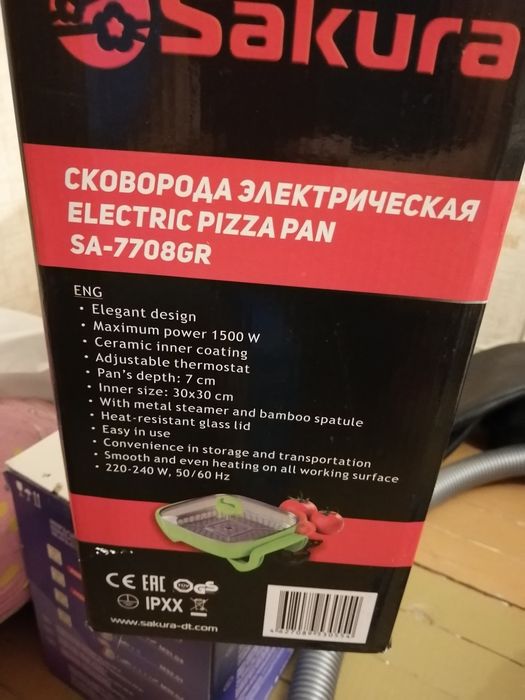 Sakura
СКОВОРОДА ЭЛЕКТРИЧЕСКАЯ
ELECTRIC PIZZA PAN
SA-7708GR
ENG
• Elegant design
• Maximum power 1500 W
• Ceramic inner coating
• Adjustable thermostat
• Pan's depth: 7 cm
• Inner size: 30x30 cm
• With metal steamer and bamboo spatule
• Heat-resistant glass lid
• Easy in use
• Convenience in storage and transportation
• Smooth and even heating on all working surface
• 220-240 W, 50/60 Hz
CE EAC GS
IPXX
www.sakura-dt.com